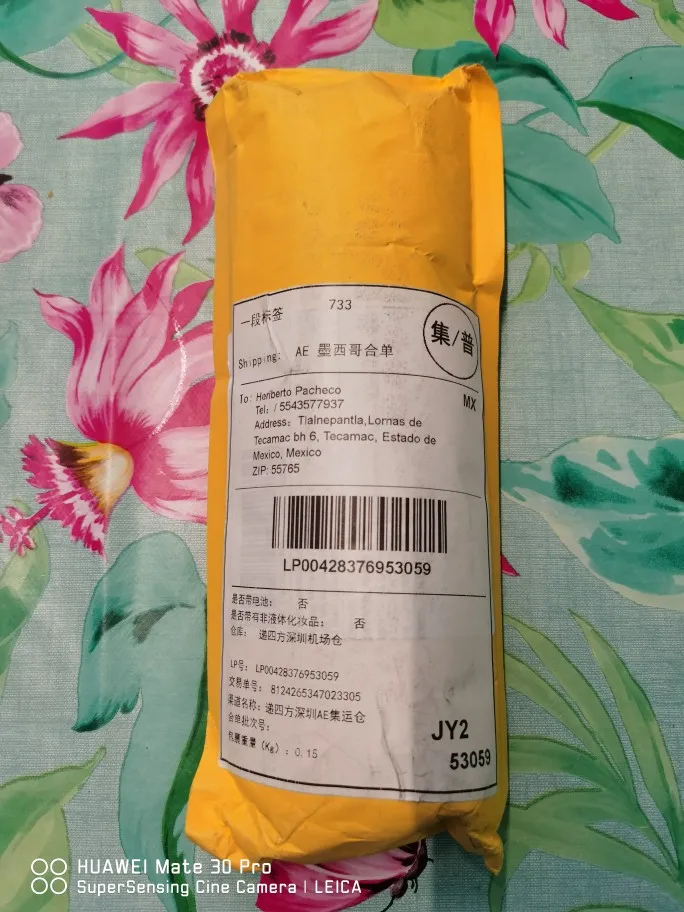 一段标签 733
集/普
Shipping: AE 墨西哥合单
MX
To: Heriberto Pacheco
Tel: / 5543577937
Address: Tlalnepantla,Lomas de
Tecamac bh 6, Tecamac, Estado de
Mexico, Mexico
ZIP: 55765
LP00428376953059
是否带电池: 否
是否带有非液体化妆品: 否
仓库: 递四方深圳机场仓
LP号: LP00428376953059
交易单号: 8124265347023305
渠道名称: 递四方深圳AE集运仓
合单批次号:
包裹重量 (Kg) : 0.15
JY2
53059
HUAWEI Mate 30 Pro
SuperSensing Cine Camera | LEICA